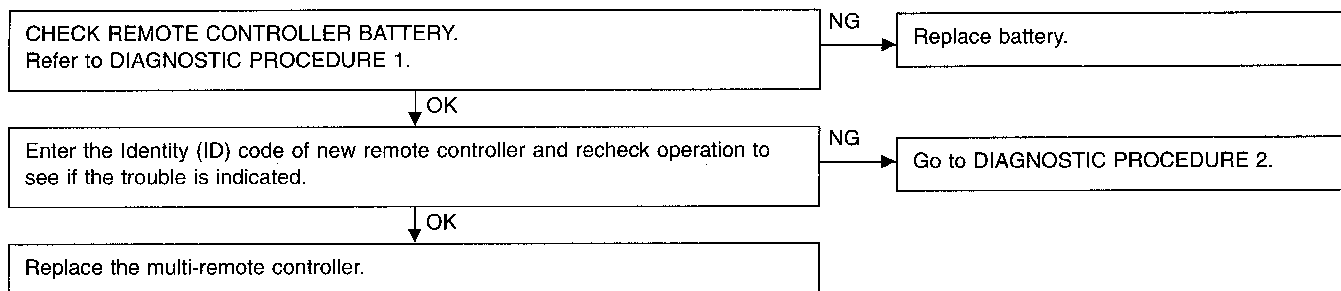 CHECK REMOTE CONTROLLER BATTERY.
Refer to DIAGNOSTIC PROCEDURE 1.
NG
Replace battery.
OK
Enter the Identity (ID) code of new remote controller and recheck operation to
see if the trouble is indicated.
NG
Go to DIAGNOSTIC PROCEDURE 2.
OK
Replace the multi-remote controller.